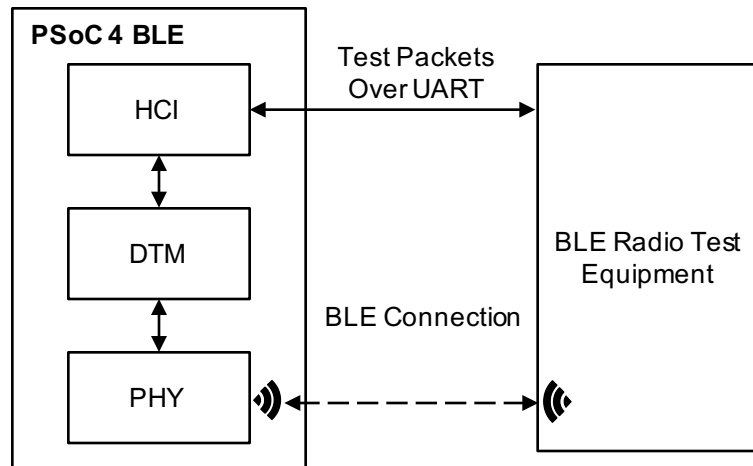 PSoC 4 BLE
HCI
Test Packets
Over UART
DTM
BLE Radio Test
Equipment
BLE Connection
PHY